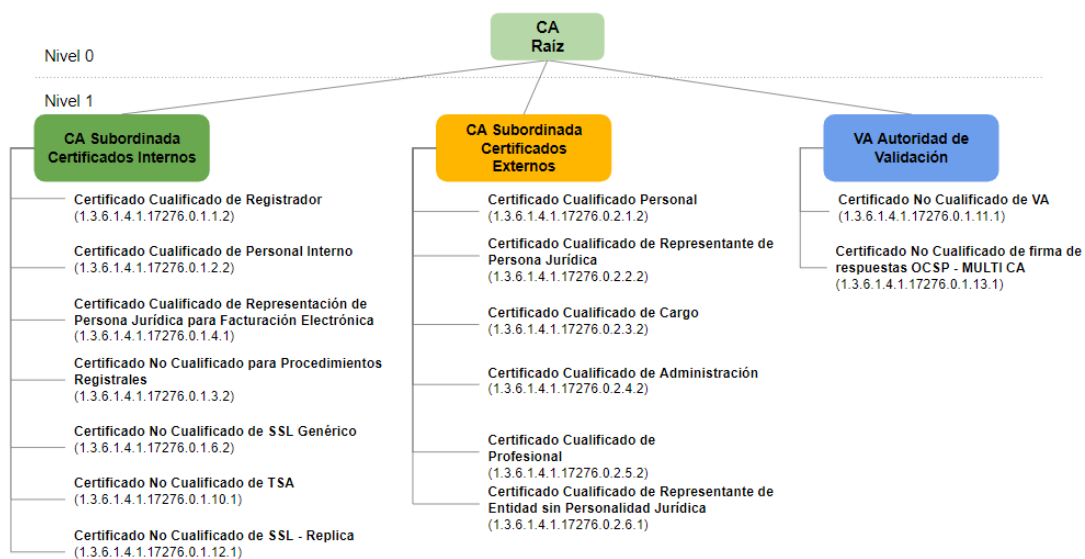 CA
Raíz
Nivel 0
Nivel 1
CA Subordinada
Certificados Internos
Certificado Cualificado de Registrador
(1.3.6.1.4.1.17276.0.1.1.2)
Certificado Cualificado de Personal Interno
(1.3.6.1.4.1.17276.0.1.2.2)
Certificado Cualificado de Representación de
Persona Jurídica para Facturación Electrónica
(1.3.6.1.4.1.17276.0.1.4.1)
Certificado No Cualificado para Procedimientos
Registrales
(1.3.6.1.4.1.17276.0.1.3.2)
Certificado No Cualificado de SSL Genérico
(1.3.6.1.4.1.17276.0.1.6.2)
Certificado No Cualificado de TSA
(1.3.6.1.4.1.17276.0.1.10.1)
Certificado No Cualificado de SSL - Replica
(1.3.6.1.4.1.17276.0.1.12.1)
CA Subordinada
Certificados
Externos
Certificado Cualificado Personal
(1.3.6.1.4.1.17276.0.2.1.2)
Certificado Cualificado de Representante de
Persona Jurídica
(1.3.6.1.4.1.17276.0.2.2.2)
Certificado Cualificado de Cargo
(1.3.6.1.4.1.17276.0.2.3.2)
Certificado Cualificado de Administración
(1.3.6.1.4.1.17276.0.2.4.2)
Certificado Cualificado de
Profesional
(1.3.6.1.4.1.17276.0.2.5.2)
Certificado Cualificado de Representante de
Entidad sin Personalidad Jurídica
(1.3.6.1.4.1.17276.0.2.6.1)
VA Autoridad de
Validación
Certificado No Cualificado de VA
(1.3.6.1.4.1.17276.0.1.11.1)
Certificado No Cualificado de firma de
respuestas OCSP - MULTI CA
(1.3.6.1.4.1.17276.0.1.13.1)